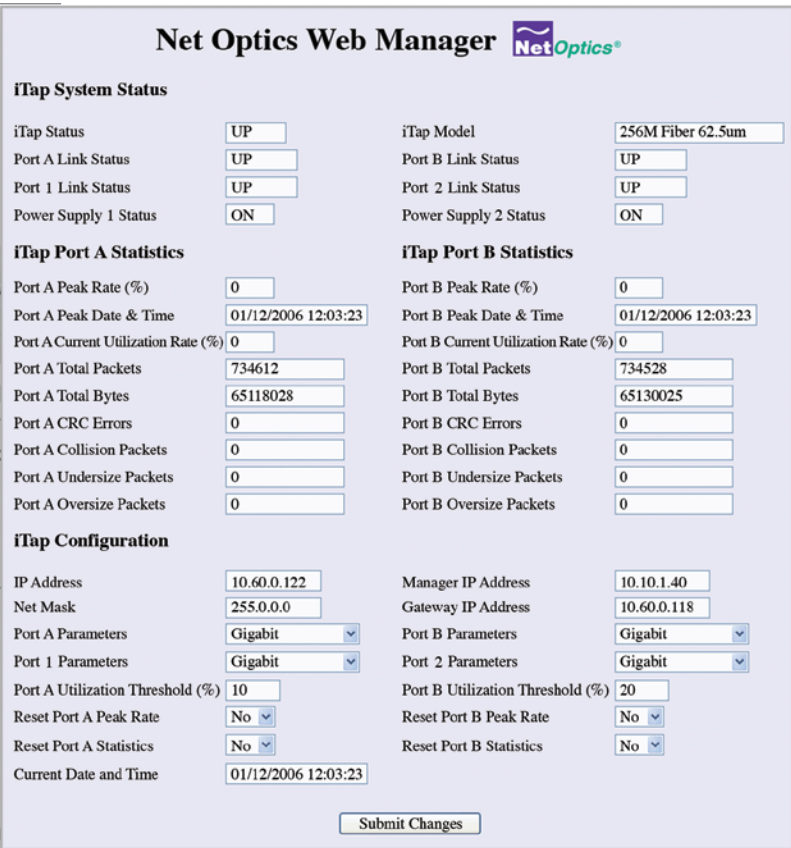 Net Optics Web Manager NetOptics®
iTap System Status
iTap Status UP iTap Model 256M Fiber 62.5um
Port A Link Status UP Port B Link Status UP
Port 1 Link Status UP Port 2 Link Status UP
Power Supply 1 Status ON Power Supply 2 Status ON
iTap Port A Statistics iTap Port B Statistics
Port A Peak Rate (%) 0 Port B Peak Rate (%) 0
Port A Peak Date & Time 01/12/2006 12:03:23 Port B Peak Date & Time 01/12/2006 12:03:23
Port A Current Utilization Rate (%) 0 Port B Current Utilization Rate (%) 0
Port A Total Packets 734612 Port B Total Packets 734528
Port A Total Bytes 65118028 Port B Total Bytes 65130025
Port A CRC Errors 0 Port B CRC Errors 0
Port A Collision Packets 0 Port B Collision Packets 0
Port A Undersize Packets 0 Port B Undersize Packets 0
Port A Oversize Packets 0 Port B Oversize Packets 0
iTap Configuration
IP Address 10.60.0.122 Manager IP Address 10.10.1.40
Net Mask 255.0.0.0 Gateway IP Address 10.60.0.118
Port A Parameters Gigabit Port B Parameters Gigabit
Port 1 Parameters Gigabit Port 2 Parameters Gigabit
Port A Utilization Threshold (%) 10 Port B Utilization Threshold (%) 20
Reset Port A Peak Rate No Reset Port B Peak Rate No
Reset Port A Statistics No Reset Port B Statistics No
Current Date and Time 01/12/2006 12:03:23
Submit Changes